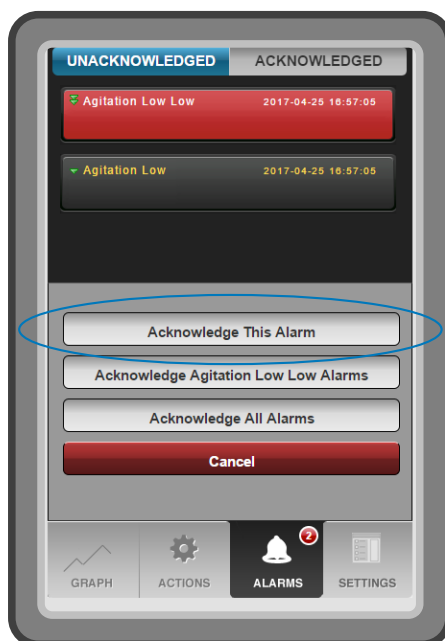 UNACKNOWLEDGED ACKNOWLEDGED
Agitation Low Low 2017-04-25 16:57:05
Agitation Low 2017-04-25 16:57:05
Acknowledge This Alarm
Acknowledge Agitation Low Low Alarms
Acknowledge All Alarms
Cancel
2
GRAPH ACTIONS ALARMS SETTINGS